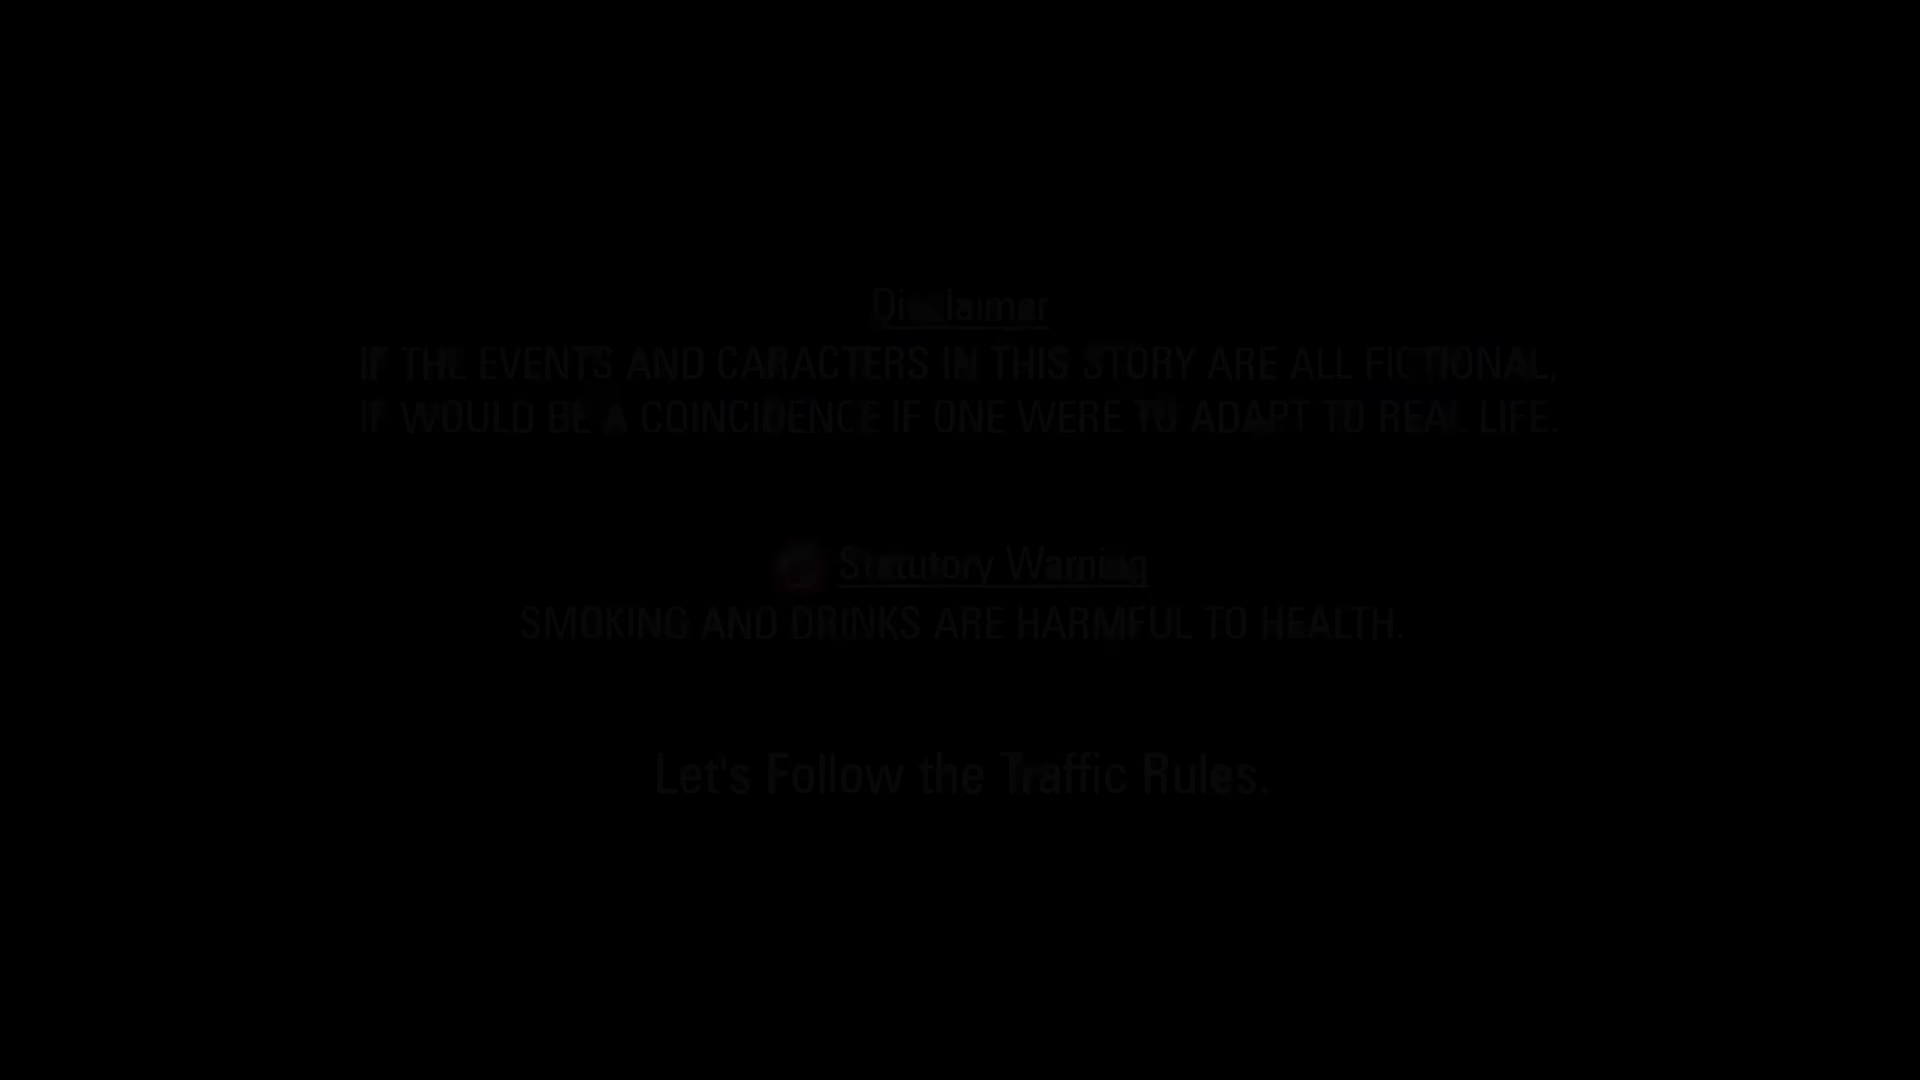 Disclaimer
IF THE EVENTS AND CARACTERS IN THIS STORY ARE ALL FICTIONAL,
IF WOULD BE A COINCIDENCE IF ONE WERE TO ADAPT TO REAL LIFE.
Statutory Warning
SMOKING AND DRINKS ARE HARMFUL TO HEALTH.
Let's Follow the Traffic Rules.